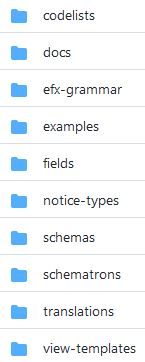 codelists
docs
efx-grammar
examples
fields
notice-types
schemas
schematrons
translations
view-templates